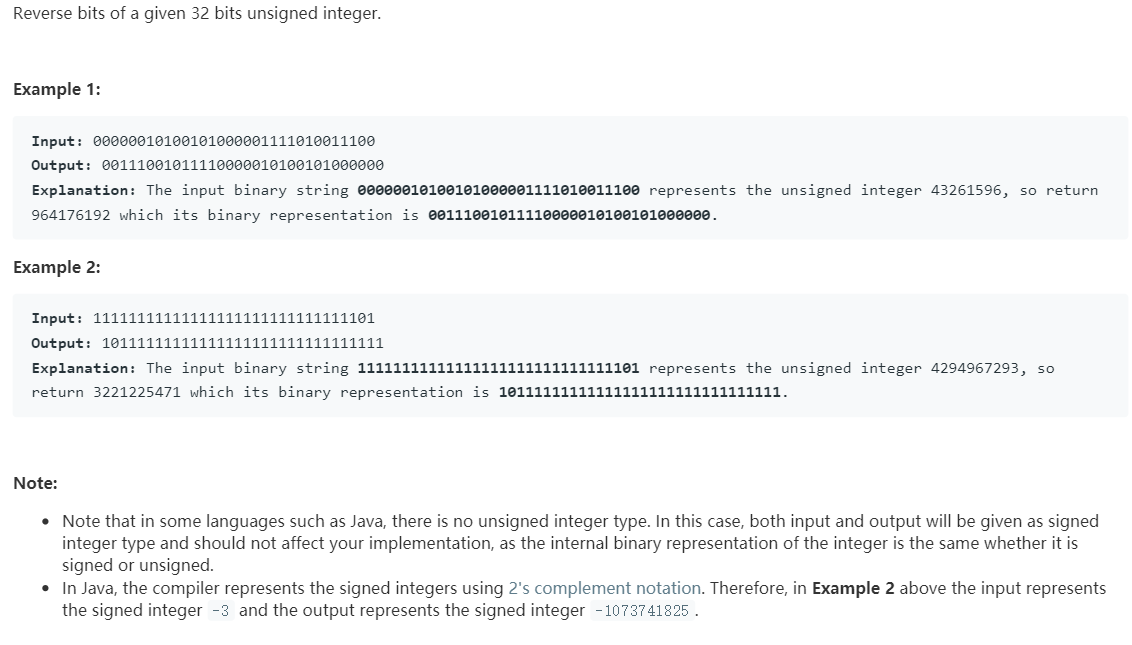 Reverse bits of a given 32 bits unsigned integer.
Example 1:
Input: 00000010100101000001111010011100
Output: 00111001011110000010100101000000
Explanation: The input binary string 00000010100101000001111010011100 represents the unsigned integer 43261596, so return
964176192 which its binary representation is 00111001011110000010100101000000.
Example 2:
Input: 11111111111111111111111111111101
Output: 10111111111111111111111111111111
Explanation: The input binary string 11111111111111111111111111111101 represents the unsigned integer 4294967293, so
return 3221225471 which its binary representation is 10111111111111111111111111111111.
Note:
• Note that in some languages such as Java, there is no unsigned integer type. In this case, both input and output will be given as signed
integer type and should not affect your implementation, as the internal binary representation of the integer is the same whether it is
signed or unsigned.
• In Java, the compiler represents the signed integers using 2's complement notation. Therefore, in Example 2 above the input represents
the signed integer -3 and the output represents the signed integer -1073741825.